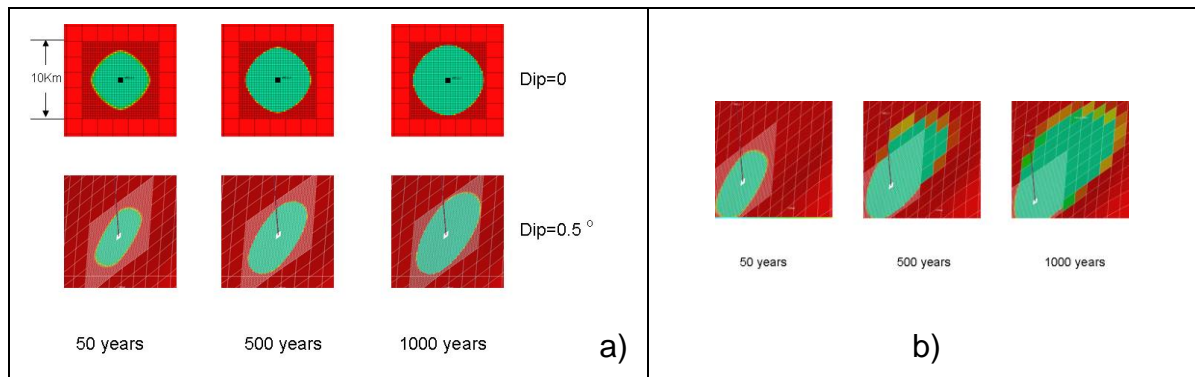 10Km
Dip=0
Dip=0.5 °
50 years
500 years
1000 years
a)
50 years
500 years
1000 years
b)